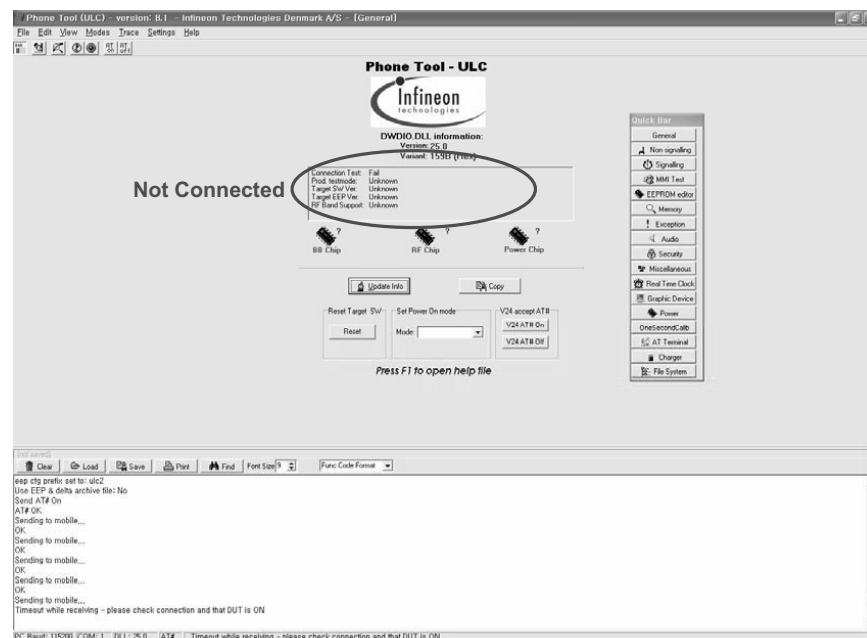 Phone Tool (ULC) - version: 8.1 - Infineon Technologies Denmark A/S - [General]
File Edit View Modes Trace Settings Help
AT on AT off
Phone Tool - ULC
Infineon
technologies
DWDIO.DLL information:
Version: 25.0
Variant: 159B (Flex)
Not Connected
Connection Test: Fail
Prod. testmode: Unknown
Target SW Ver: Unknown
Target EEP Ver: Unknown
RF Band Support: Unknown
? ? ?
BB Chip RF Chip Power Chip
Update Info Copy
Reset Target SW Set Power On mode V24 accept AT#
Reset Mode: V24 AT# On
V24 AT# Off
Press F1 to open help file
Quick Bar
General
Non signaling
Signaling
MMI Test
EEPROM editor
Memory
Exception
Audio
Security
Miscellaneous
Real Time Clock
Graphic Device
Power
OneSecondCalib
AT Terminal
Charger
File System
[not saved]
Clear Load Save Print Find Font Size 9 Func Code Format
eep cfg prefix set to: ulc2
Use EEP & delta archive file: No
Send AT# On
AT# OK
Sending to mobile...
OK
Sending to mobile...
OK
Sending to mobile...
OK
Sending to mobile...
OK
Sending to mobile...
Timeout while receiving - please check connection and that DUT is ON
PC Baud: 115200 COM: 1 DLL: 25.0 AT# Timeout while receiving - please check connection and that DUT is ON